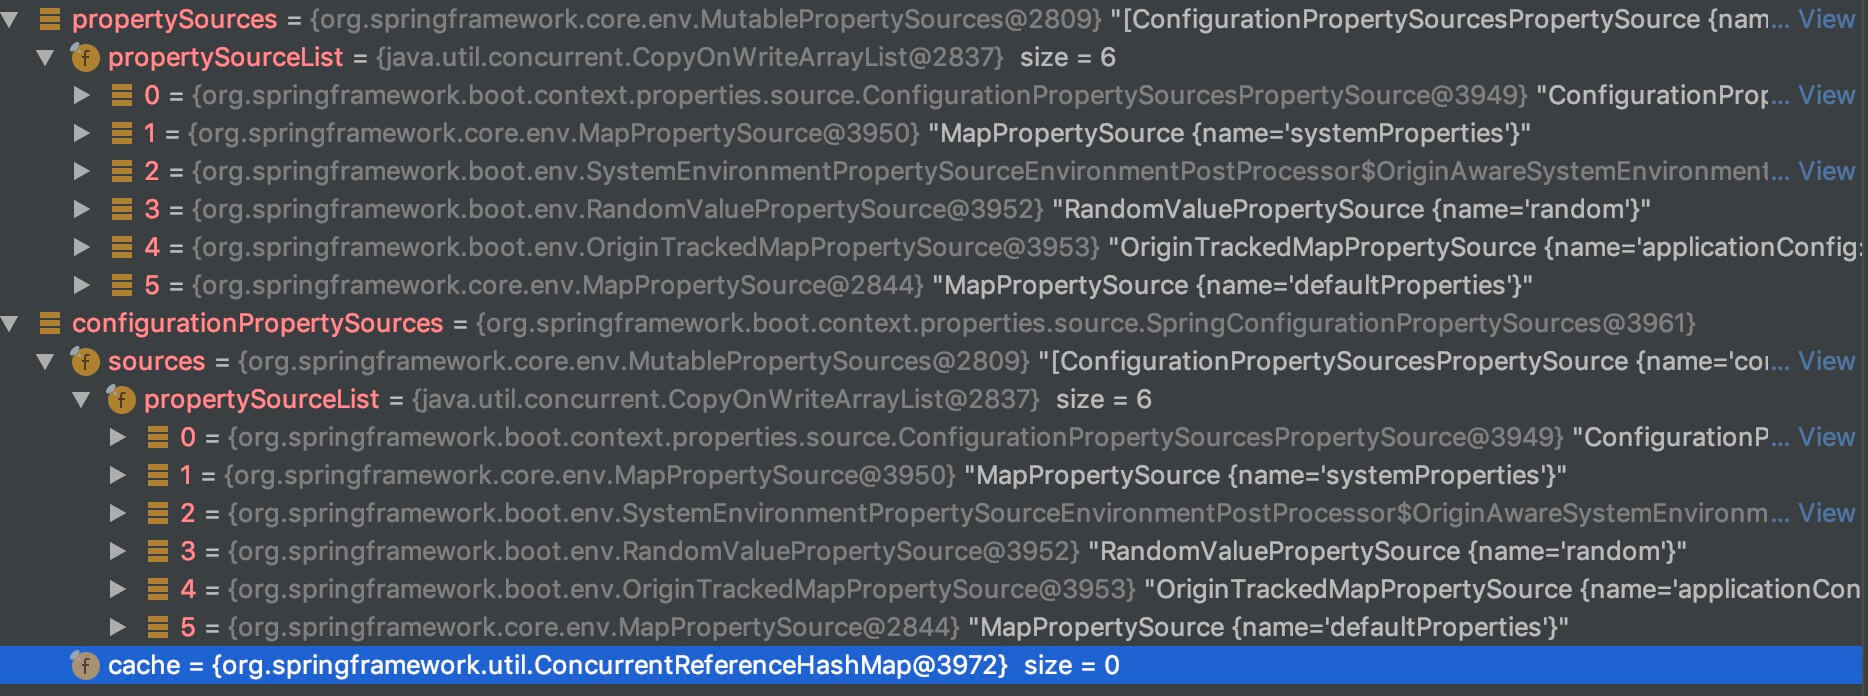 propertySources = {org.springframework.core.env.MutablePropertySources@2809} "[ConfigurationPropertySourcesPropertySource {nam... View
f propertySourceList = {java.util.concurrent.CopyOnWriteArrayList@2837} size = 6
0 = {org.springframework.boot.context.properties.source.ConfigurationPropertySourcesPropertySource@3949} "ConfigurationProp... View
1 = {org.springframework.core.env.MapPropertySource@3950} "MapPropertySource {name='systemProperties'}"
2 = {org.springframework.boot.env.SystemEnvironmentPropertySourceEnvironmentPostProcessor$OriginAwareSystemEnvironment... View
3 = {org.springframework.boot.env.RandomValuePropertySource@3952} "RandomValuePropertySource {name='random'}"
4 = {org.springframework.boot.env.OriginTrackedMapPropertySource@3953} "OriginTrackedMapPropertySource {name='applicationConfig:
5 = {org.springframework.core.env.MapPropertySource@2844} "MapPropertySource {name='defaultProperties'}"
configurationPropertySources = {org.springframework.boot.context.properties.source.SpringConfigurationPropertySources@3961}
f sources = {org.springframework.core.env.MutablePropertySources@2809} "[ConfigurationPropertySourcesPropertySource {name='co... View
f propertySourceList = {java.util.concurrent.CopyOnWriteArrayList@2837} size = 6
0 = {org.springframework.boot.context.properties.source.ConfigurationPropertySourcesPropertySource@3949} "ConfigurationP... View
1 = {org.springframework.core.env.MapPropertySource@3950} "MapPropertySource {name='systemProperties'}"
2 = {org.springframework.boot.env.SystemEnvironmentPropertySourceEnvironmentPostProcessor$OriginAwareSystemEnvironm... View
3 = {org.springframework.boot.env.RandomValuePropertySource@3952} "RandomValuePropertySource {name='random'}"
4 = {org.springframework.boot.env.OriginTrackedMapPropertySource@3953} "OriginTrackedMapPropertySource {name='applicationCon
5 = {org.springframework.core.env.MapPropertySource@2844} "MapPropertySource {name='defaultProperties'}"
f cache = {org.springframework.util.ConcurrentReferenceHashMap@3972} size = 0